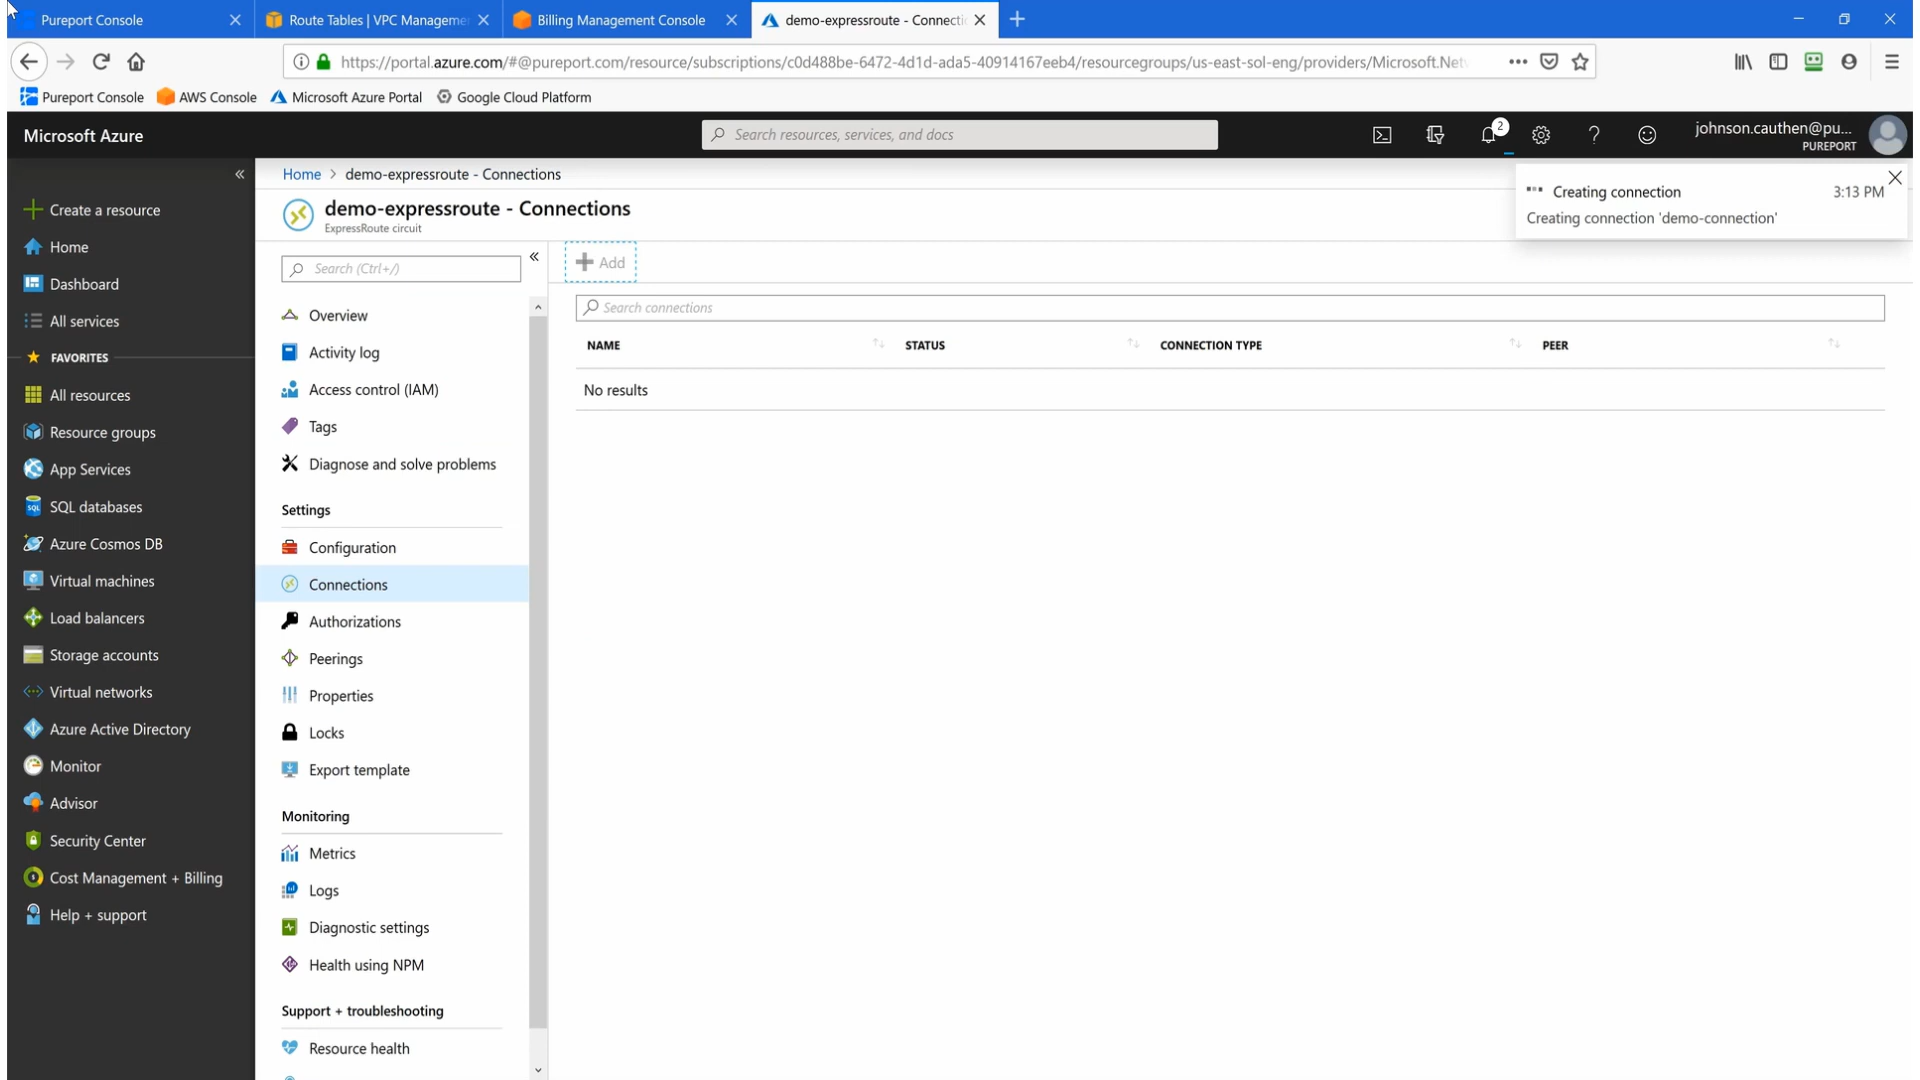 Pureport Console
Route Tables | VPC Manageme
Billing Management Console
demo-expressroute - Connecti
https://portal.azure.com/#@pureport.com/resource/subscriptions/c0d488be-6472-4d1d-ada5-40914167eeb4/resourcegroups/us-east-sol-eng/providers/Microsoft.Netw
Pureport Console
AWS Console
Microsoft Azure Portal
Google Cloud Platform
Microsoft Azure
Search resources, services, and docs
2
johnson.cauthen@pu...
PUREPORT
Create a resource
Home
Dashboard
All services
FAVORITES
All resources
Resource groups
App Services
SQL databases
Azure Cosmos DB
Virtual machines
Load balancers
Storage accounts
Virtual networks
Azure Active Directory
Monitor
Advisor
Security Center
Cost Management + Billing
Help + support
Home > demo-expressroute - Connections
demo-expressroute - Connections
ExpressRoute circuit
Search (Ctrl+/)
Overview
Activity log
Access control (IAM)
Tags
Diagnose and solve problems
Settings
Configuration
Connections
Authorizations
Peerings
Properties
Locks
Export template
Monitoring
Metrics
Logs
Diagnostic settings
Health using NPM
Support + troubleshooting
Resource health
Add
Search connections
NAME STATUS CONNECTION TYPE PEER
No results
Creating connection 3:13 PM
Creating connection 'demo-connection'